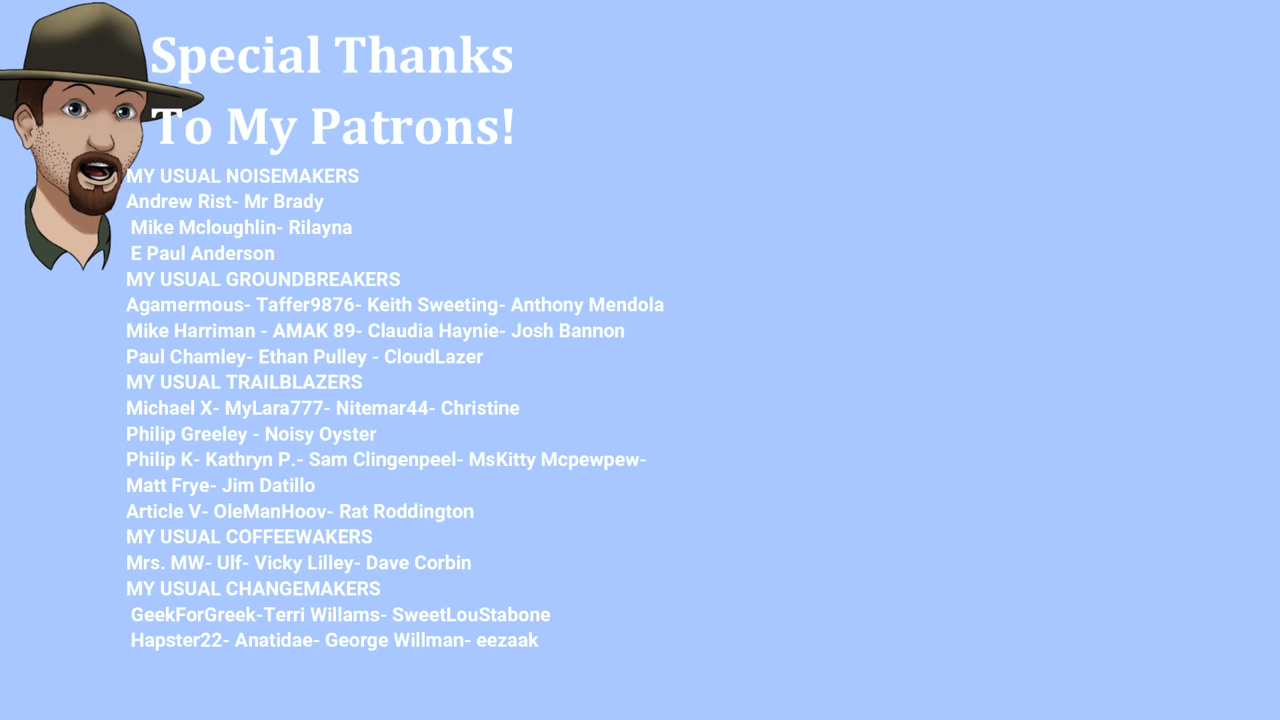 Special Thanks
To My Patrons!
MY USUAL NOISEMAKERS
Andrew Rist- Mr Brady
Mike Mcloughlin- Rilayna
E Paul Anderson
MY USUAL GROUNDBREAKERS
Agamermous- Taffer9876- Keith Sweeting- Anthony Mendola
Mike Harriman - AMAK 89- Claudia Haynie- Josh Bannon
Paul Chamley- Ethan Pulley - CloudLazer
MY USUAL TRAILBLAZERS
Michael X- MyLara777- Nitemar44- Christine
Philip Greeley - Noisy Oyster
Philip K- Kathryn P.- Sam Clingenpeel- MsKitty Mcpewpew-
Matt Frye- Jim Datillo
Article V- OleManHoov- Rat Roddington
MY USUAL COFFEEWAKERS
Mrs. MW- Ulf- Vicky Lilley- Dave Corbin
MY USUAL CHANGEMAKERS
GeekForGreek-Terri Willams- SweetLouStabone
Hapster22- Anatidae- George Willman- eezaak